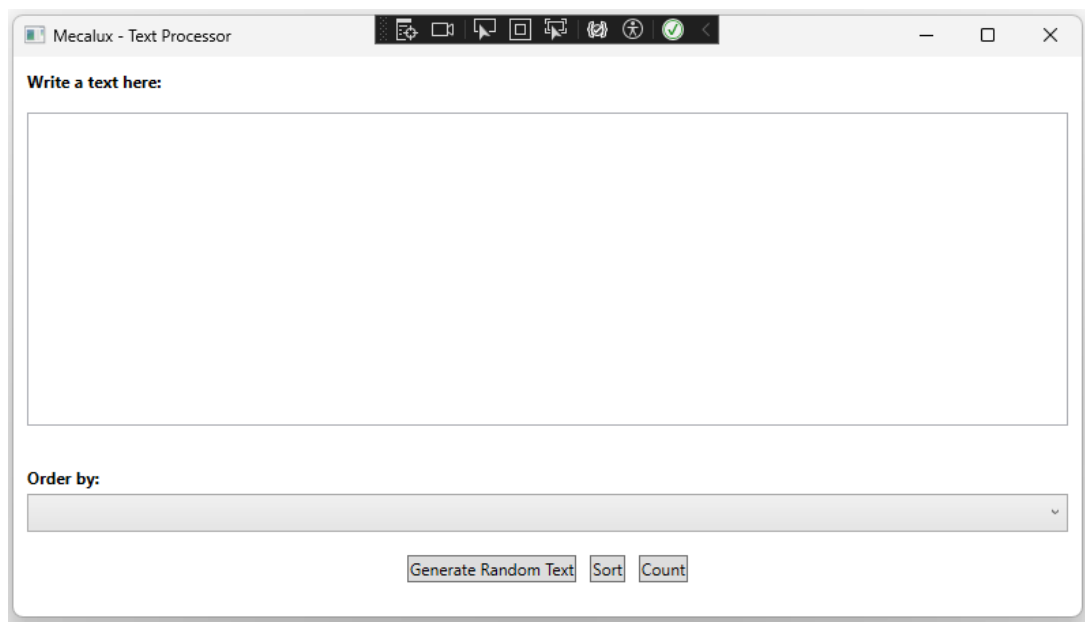 Mecalux - Text Processor
Write a text here:
Order by:
Generate Random Text Sort Count